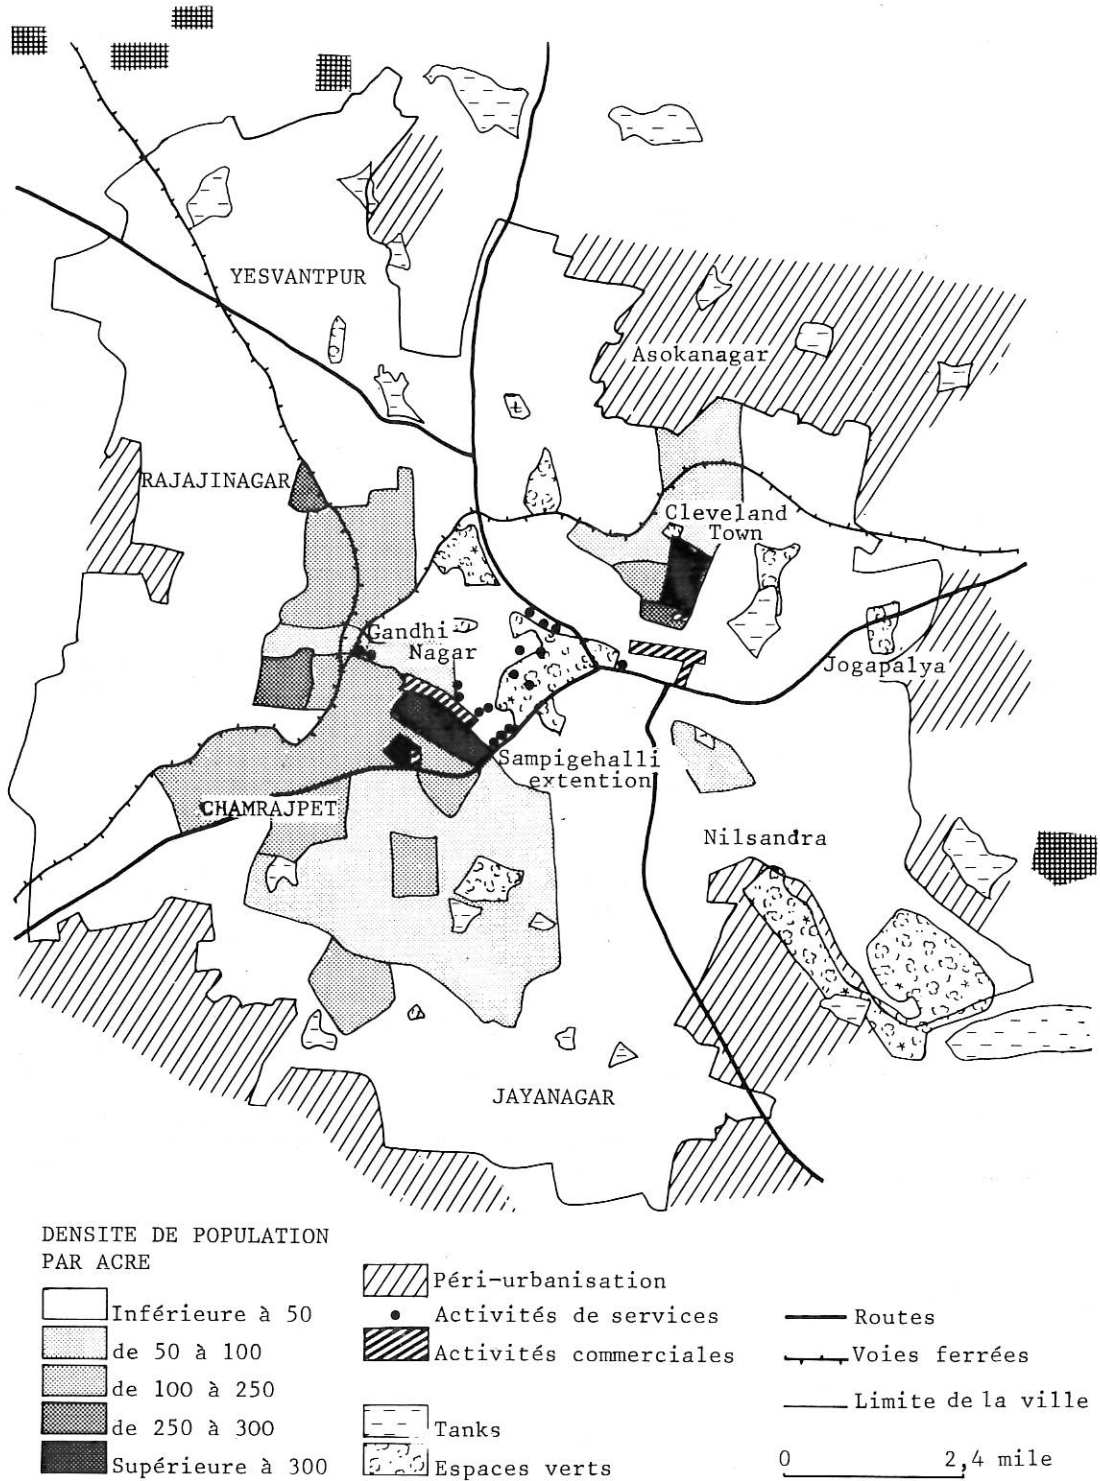 YESVANTPUR
Asokanagar
RAJAJINAGAR
Cleveland
Town
Gandhi
Nagar
Jogapalya
Sampigehalli
extention
CHAMRAJPET
Nilsandra
JAYANAGAR
DENSITE DE POPULATION
PAR ACRE
Inférieure à 50
de 50 à 100
de 100 à 250
de 250 à 300
Supérieure à 300
Péri-urbanisation
Activités de services
Activités commerciales
Tanks
Espaces verts
Routes
Voies ferrées
Limite de la ville
0 2,4 mile